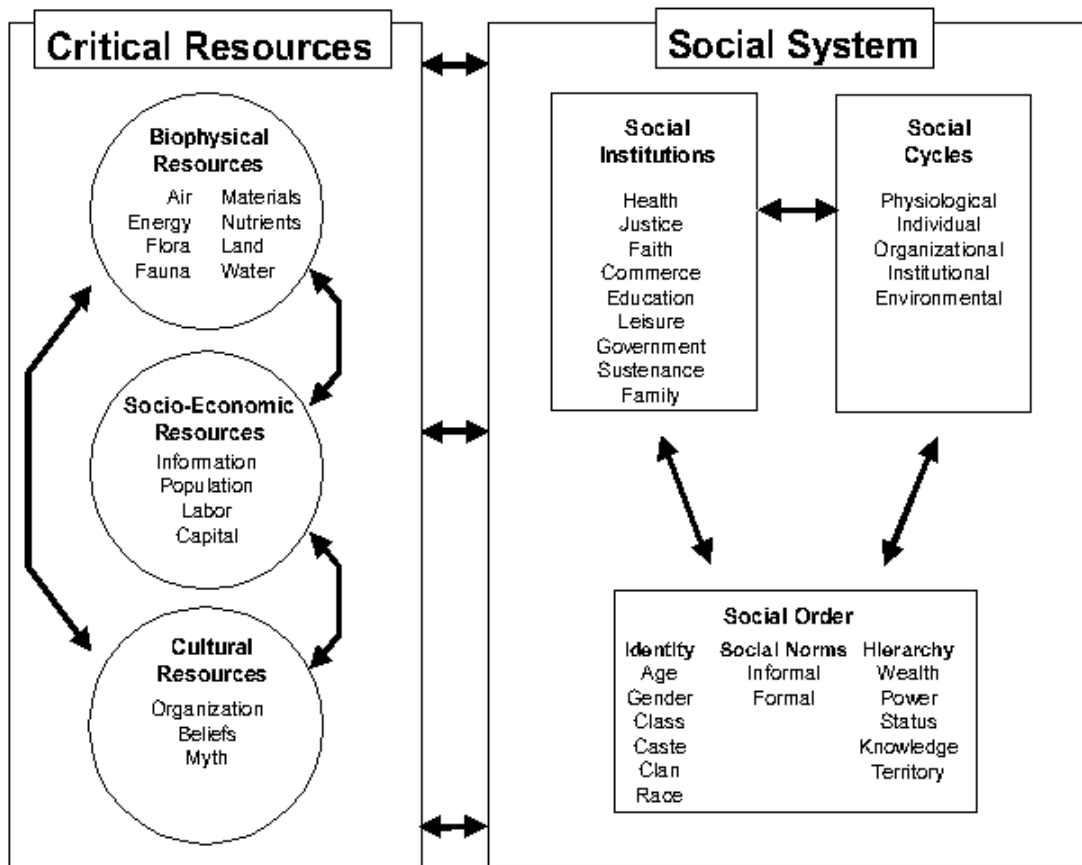 Critical Resources
Biophysical
Resources
Air Materials
Energy Nutrients
Flora Land
Fauna Water
Socio-Economic
Resources
Information
Population
Labor
Capital
Cultural
Resources
Organization
Beliefs
Myth
Social System
Social
Institutions
Health
Justice
Faith
Commerce
Education
Leisure
Government
Sustenance
Family
Social
Cycles
Physiological
Individual
Organizational
Institutional
Environmental
Social Order
Identity
Age
Gender
Class
Caste
Clan
Race
Social Norms
Informal
Formal
Hierarchy
Wealth
Power
Status
Knowledge
Territory